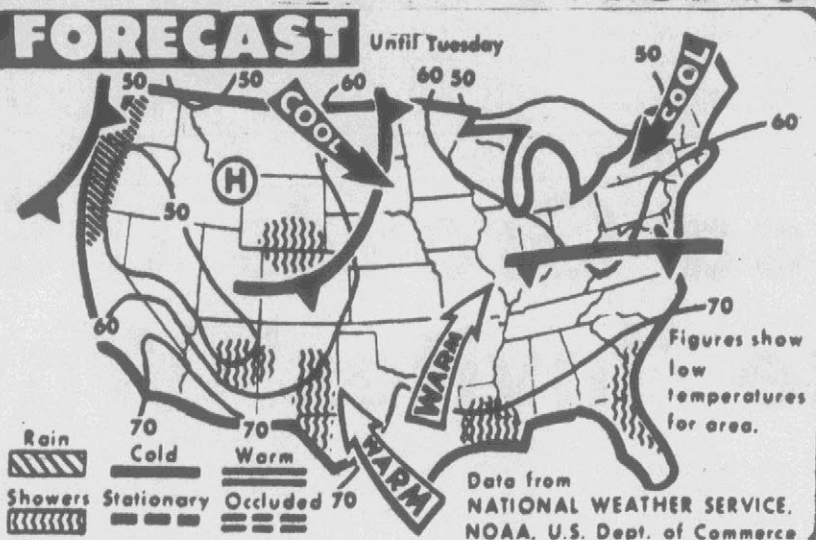 FORECAST
Until Tuesday
50
50
60
60 50
50
60
COOL
COOL
H
50
60
70
70
70
70
WARM
WARM
Figures show
low
temperatures
for area.
Rain
Cold
Warm
Showers
Stationary
Occluded
Data from
NATIONAL WEATHER SERVICE,
NOAA, U.S. Dept. of Commerce